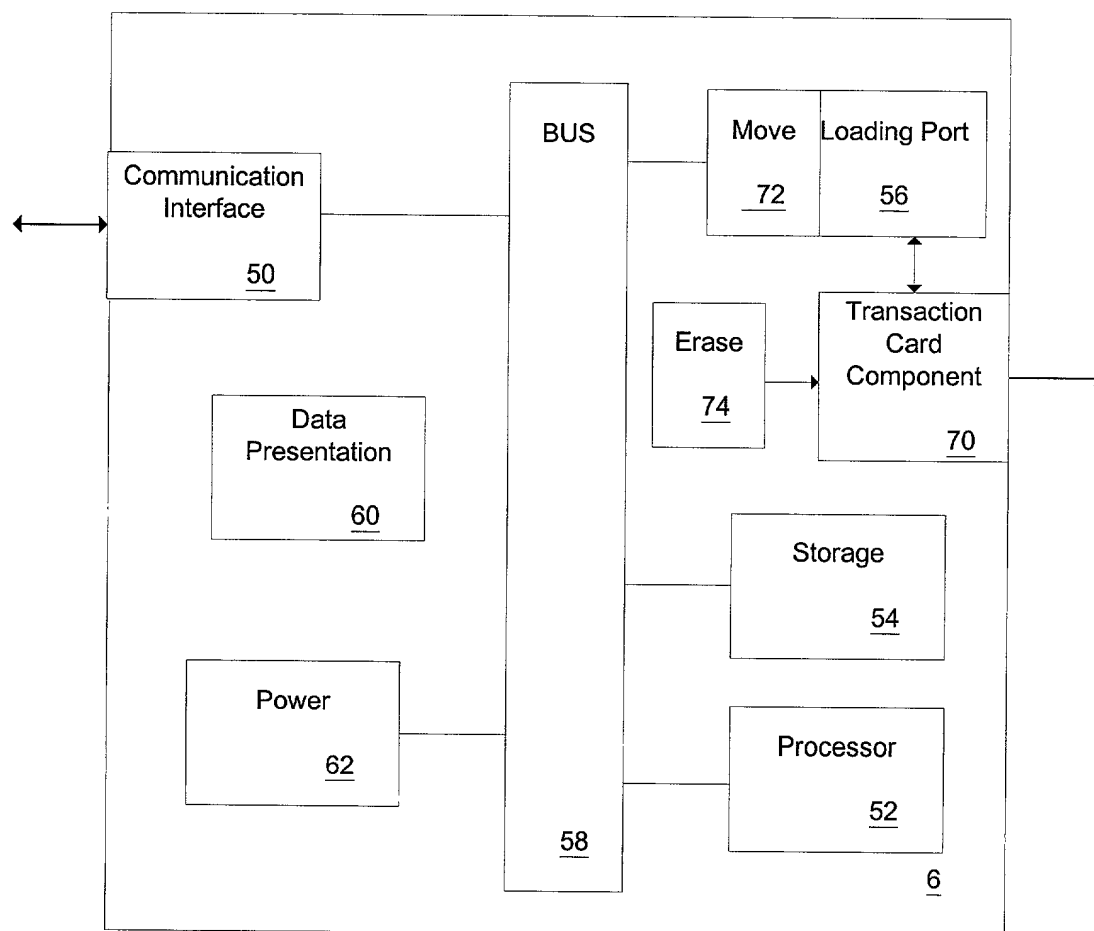 BUS
Move
72
Loading Port
56
Communication
Interface
50
Erase
74
Transaction
Card
Component
70
Data
Presentation
60
Storage
54
Power
62
Processor
52
58
6